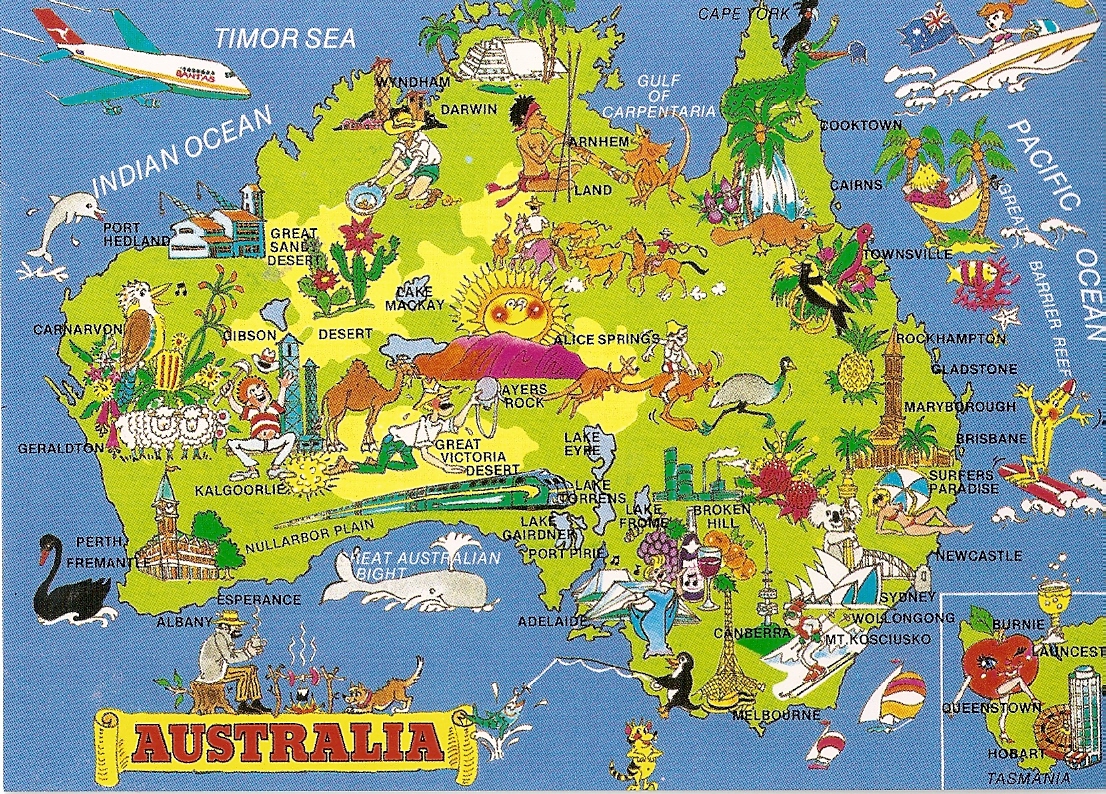 CAPE YORK
TIMOR SEA
QANTAS
WYNDHAM
DARWIN
GULF
OF
CARPENTARIA
INDIAN OCEAN
ARNHEM
LAND
COOKTOWN
CAIRNS
PACIFIC
OCEAN
GREAT
BARRIER REEF
PORT
HEDLAND
GREAT
SANDY
DESERT
LAKE
MACKAY
TOWNSVILLE
CARNARVON
GIBSON
DESERT
ALICE SPRINGS
ROCKHAMPTON
GLADSTONE
AYERS
ROCK
MARYBOROUGH
BRISBANE
GERALDTON
LAKE
EYRE
GREAT
VICTORIA
DESERT
SURFERS
PARADISE
KALGOORLIE
LAKE
TORRENS
LAKE
FROME
BROKEN
HILL
NULLARBOR PLAIN
LAKE
GAIRDNER
PORT PIRIE
PERTH
FREMANTLE
EAT AUSTRALIAN
BIGHT
NEWCASTLE
ESPERANCE
ALBANY
ADELAIDE
SYDNEY
WOLLONGONG
CANBERRA
MT.KOSCIUSKO
BURNIE
LAUNCEST
QUEENSTOWN
MELBOURNE
HOBART
TASMANIA
AUSTRALIA